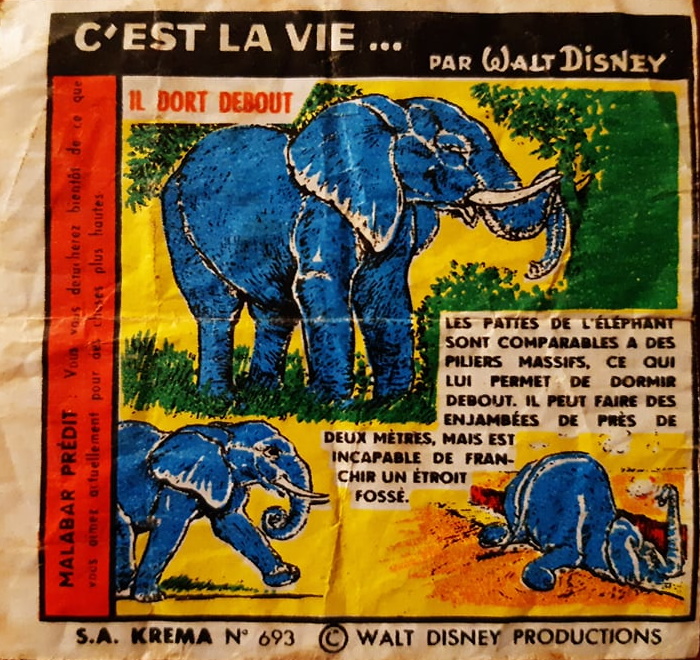 C'EST LA VIE ...
PAR WALT DISNEY
IL DORT DEBOUT
LES PATTES DE L'ÉLÉPHANT
SONT COMPARABLES A DES
PILIERS MASSIFS, CE QUI
LUI PERMET DE DORMIR
DEBOUT. IL PEUT FAIRE DES
ENJAMBÉES DE PRÈS DE
DEUX MÈTRES, MAIS EST
INCAPABLE DE FRAN-
CHIR UN ÉTROIT
FOSSÉ.
MALABAR PRÉDIT : Vous vous détacherez bientôt de ce que
vous aimez actuellement pour des choses plus hautes
S.A. KREMA N° 693 © WALT DISNEY PRODUCTIONS